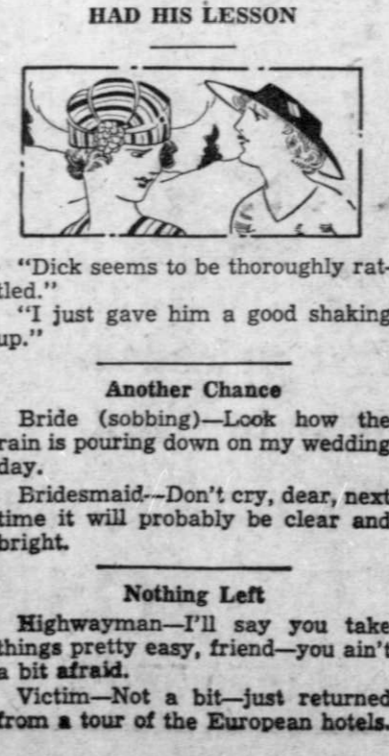 HAD HIS LESSON
"Dick seems to be thoroughly rat-
tled."
"I just gave him a good shaking
up."
Another Chance
Bride (sobbing)—Look how the
rain is pouring down on my wedding
day.
Bridesmaid—Don't cry, dear, next
time it will probably be clear and
bright.
Nothing Left
Highwayman—I'll say you take
things pretty easy, friend—you ain't
a bit afraid.
Victim—Not a bit—just returned
from a tour of the European hotels.